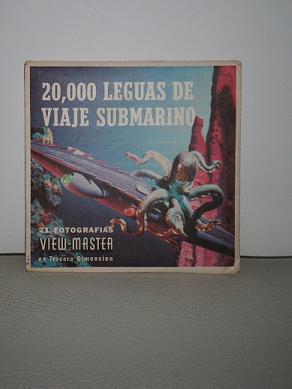 20,000 LEGUAS DE
VIAJE SUBMARINO
21 FOTOGRAFIAS
VIEW-MASTER
en Tercera Dimension